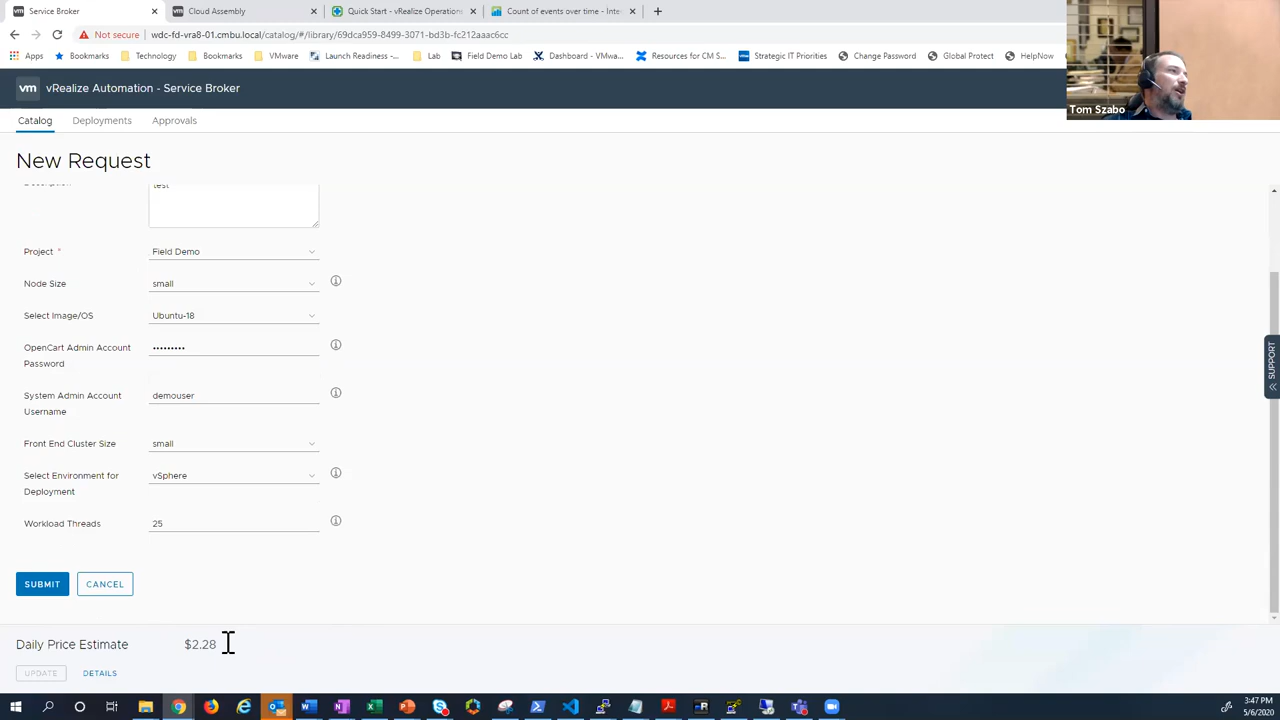 Service Broker
Cloud Assembly
Quick Start - vRealize Operations
Count of events over time - Inte
Not secure
wdc-fd-vra8-01.cmbu.local/catalog/#/library/69dca959-8499-3071-b5db-fc212aaac6cc
Apps
Bookmarks
Technology
Bookmarks
VMware
Launch Readiness -...
Lab
Field Demo Lab
Dashboard - VMwa...
Resources for CM S...
Strategic IT Priorities
Change Password
Global Protect
HelpNow
vm vRealize Automation - Service Broker
Tom Szabo
Catalog Deployments Approvals
New Request
Description test
Project * Field Demo
Node Size small
Select Image/OS Ubuntu-18
OpenCart Admin Account •••••••••
Password
System Admin Account demouser
Username
Front End Cluster Size small
Select Environment for vSphere
Deployment
Workload Threads 25
SUPPORT
SUBMIT CANCEL
Daily Price Estimate $2.28
UPDATE DETAILS
3:47 PM
5/6/2020